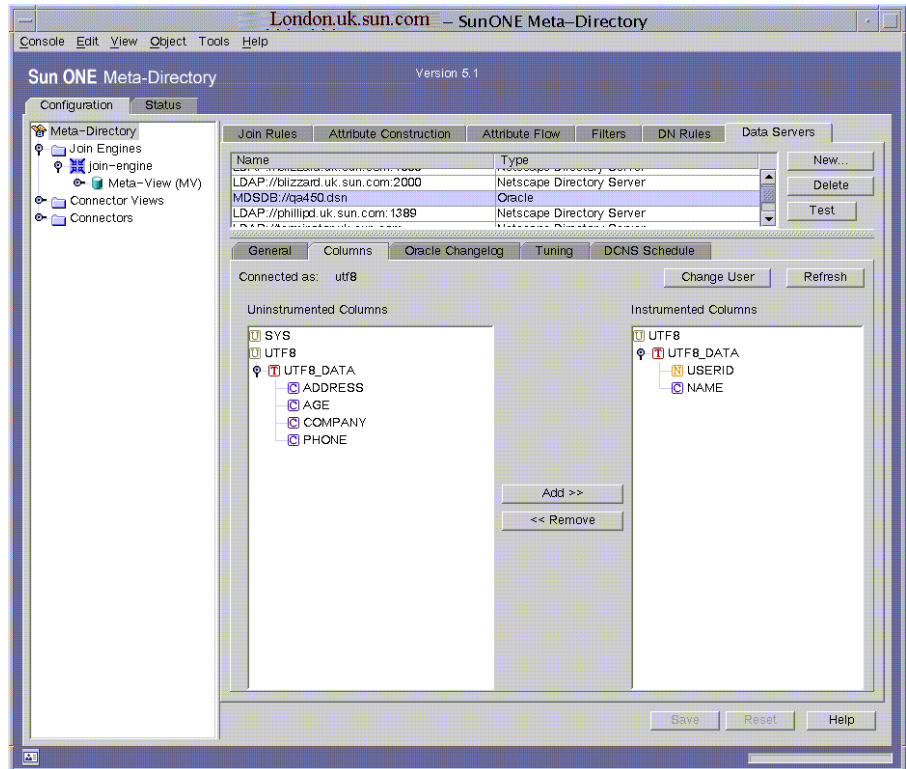 London.uk.sun.com – SunONE Meta–Directory
Console Edit View Object Tools Help
Sun ONE Meta-Directory
Version 5.1
Configuration Status
Meta–Directory
Join Engines
join–engine
Meta–View (MV)
Connector Views
Connectors
Join Rules Attribute Construction Attribute Flow Filters DN Rules Data Servers
Name Type
LDAP://blizzard.uk.sun.com:2000 Netscape Directory Server
MDSDB://qa450.dsn Oracle
LDAP://phillipd.uk.sun.com:1389 Netscape Directory Server
New...
Delete
Test
General Columns Oracle Changelog Tuning DCNS Schedule
Connected as: utf8 Change User Refresh
Uninstrumented Columns
U SYS
U UTF8
T UTF8_DATA
C ADDRESS
C AGE
C COMPANY
C PHONE
Add >>
<< Remove
Instrumented Columns
U UTF8
T UTF8_DATA
N USERID
C NAME
Save Reset Help